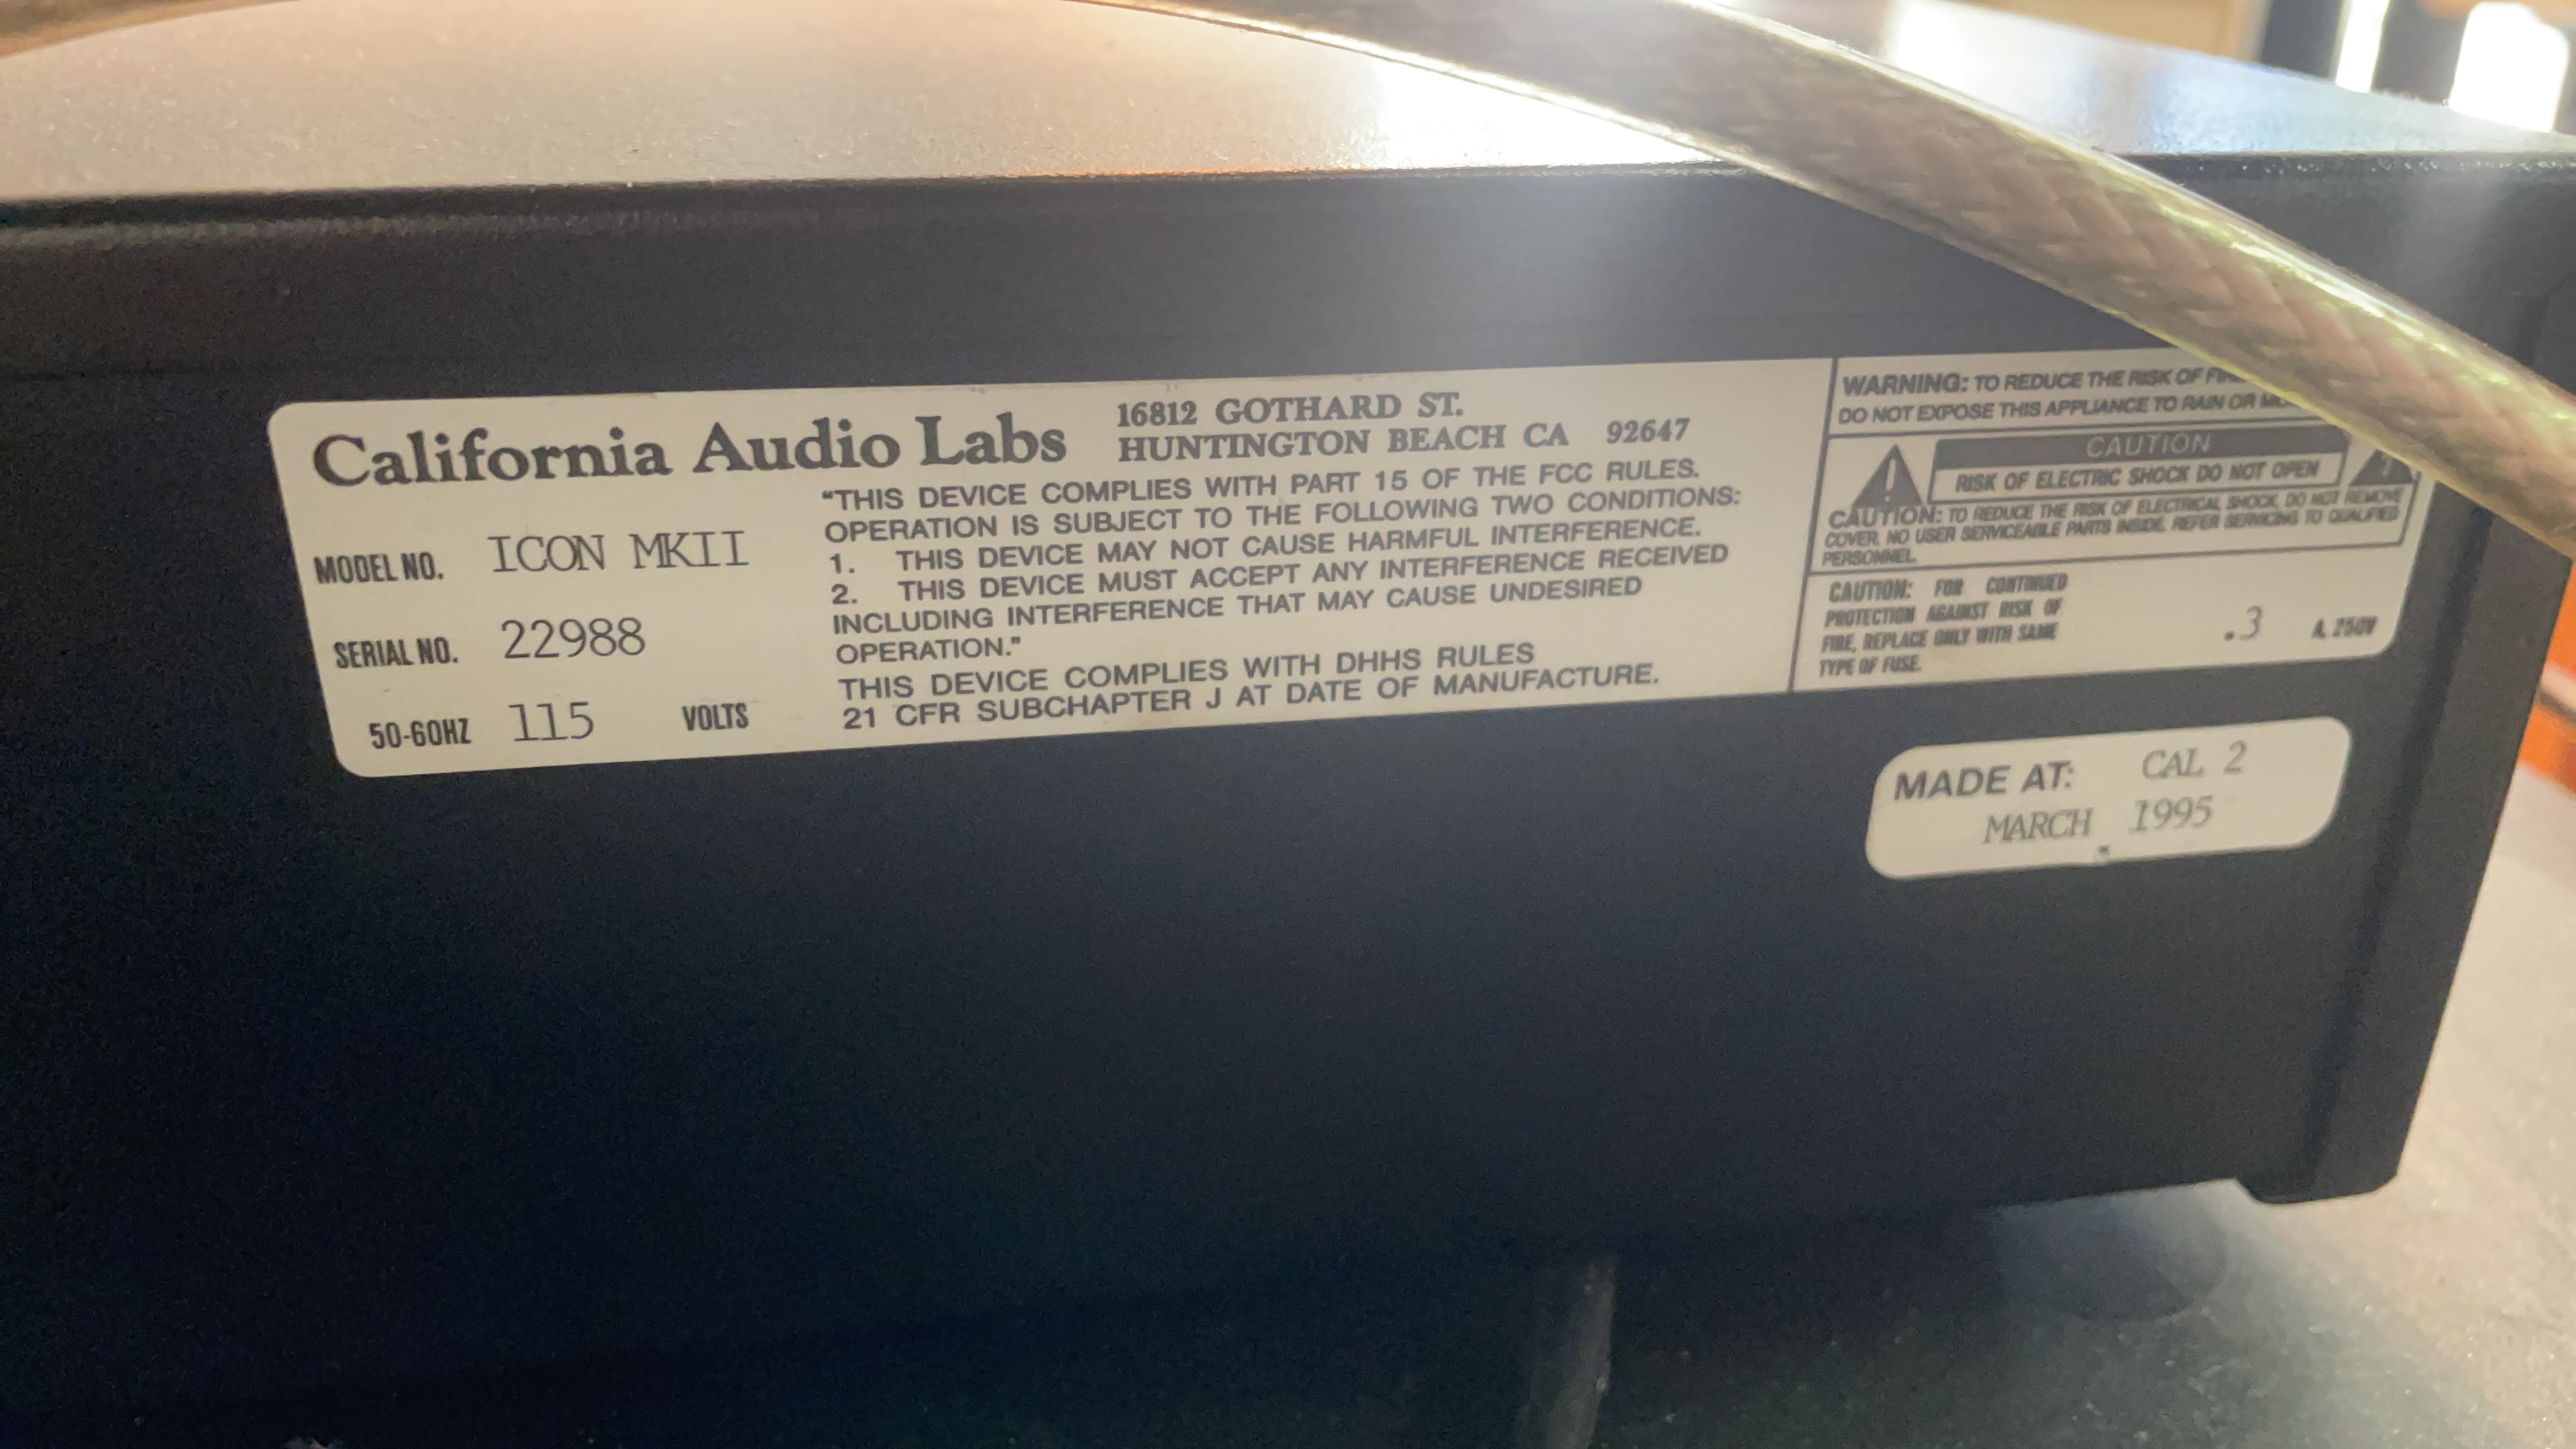 California Audio Labs
16812 GOTHARD ST.
HUNTINGTON BEACH CA 92647
MODEL NO. ICON MKII
SERIAL NO. 22988
50-60HZ 115 VOLTS
"THIS DEVICE COMPLIES WITH PART 15 OF THE FCC RULES.
OPERATION IS SUBJECT TO THE FOLLOWING TWO CONDITIONS:
1. THIS DEVICE MAY NOT CAUSE HARMFUL INTERFERENCE.
2. THIS DEVICE MUST ACCEPT ANY INTERFERENCE RECEIVED
INCLUDING INTERFERENCE THAT MAY CAUSE UNDESIRED
OPERATION."
THIS DEVICE COMPLIES WITH DHHS RULES
21 CFR SUBCHAPTER J AT DATE OF MANUFACTURE.
WARNING: TO REDUCE THE RISK OF
DO NOT EXPOSE THIS APPLIANCE TO RAIN OR
CAUTION
RISK OF ELECTRIC SHOCK DO NOT OPEN
CAUTION: TO REDUCE THE RISK OF ELECTRICAL SHOCK, DO NOT REMOVE
COVER, NO USER SERVICEABLE PARTS INSIDE, REFER SERVICING TO QUALIFIED
PERSONNEL.
CAUTION: FOR CONTINUED
PROTECTION AGAINST RISK OF
FIRE, REPLACE ONLY WITH SAME
TYPE OF FUSE.
.3 A, 250V
MADE AT: CAL 2
MARCH 1995